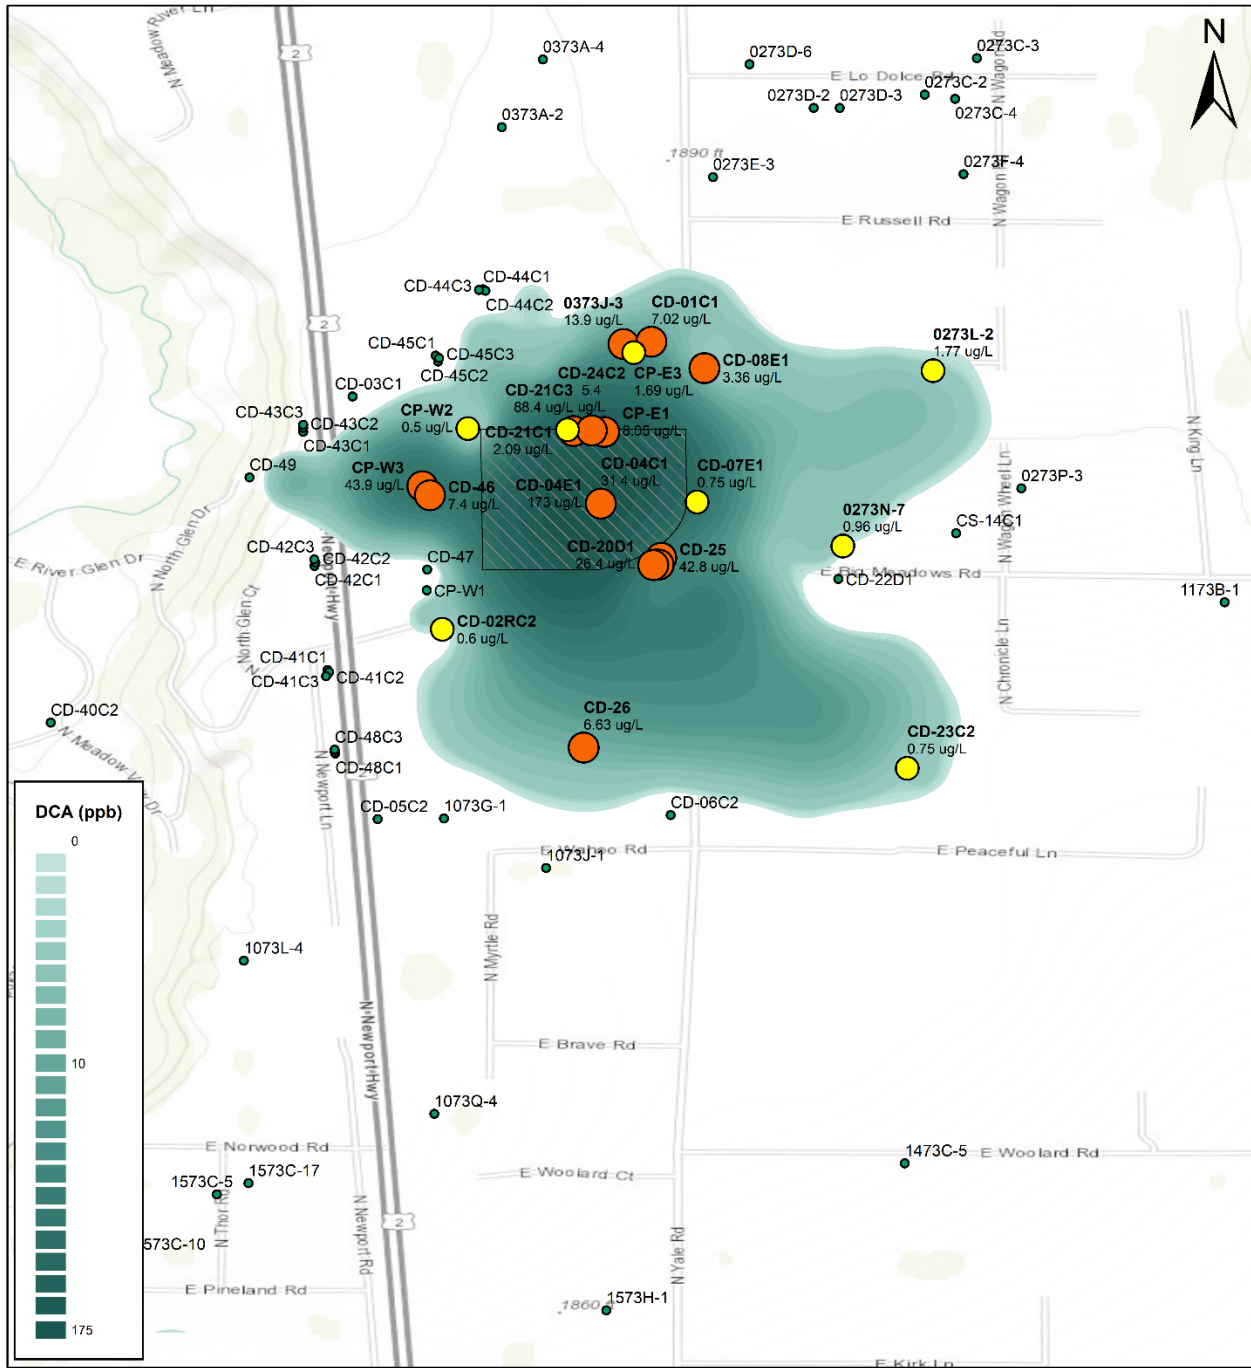 N Meadow River Ln
2
0373A-4
0273D-6
0273C-3
N
E Lo Dolce Rd
N Wagon Rd
0273C-2
0273D-2
0273D-3
0273C-4
0373A-2
1890 ft
0273E-3
0273F-4
N Wagon Rd
E Russell Rd
CD-44C1
CD-44C3
CD-44C2
0373J-3
13.9 ug/L
CD-01C1
7.02 ug/L
2
0273L-2
1.77 ug/L
CD-45C1
CD-45C3
CD-45C2
CD-24C2
5.4
ug/L
CP-E3
1.69 ug/L
CD-08E1
3.36 ug/L
CD-03C1
CD-21C3
88.4 ug/L
CD-43C3
CD-43C2
CD-43C1
CP-W2
0.5 ug/L
CP-E1
8.05 ug/L
CD-21C1
2.09 ug/L
N King Ln
CD-49
CP-W3
43.9 ug/L
CD-46
7.4 ug/L
CD-04C1
31.4 ug/L
CD-04E1
173 ug/L
CD-07E1
0.75 ug/L
N Wagon Wheel Ln
0273P-3
0273N-7
0.96 ug/L
CS-14C1
N North Glen Dr
E River Glen Dr
CD-42C3
CD-42C2
CD-42C1
N Newport Hwy
CD-47
CD-20D1
26.4 ug/L
CD-25
42.8 ug/L
E Big Meadows Rd
CD-22D1
CP-W1
1173B-1
N North Glen Ct
CD-02RC2
0.6 ug/L
N Chronicle Ln
CD-41C1
CD-41C3
CD-41C2
CD-40C2
N Meadow View Dr
CD-26
6.63 ug/L
CD-23C2
0.75 ug/L
CD-48C3
CD-48C1
2
N Newport Ln
CD-05C2
1073G-1
CD-06C2
E Wahoo Rd
E Peaceful Ln
1073J-1
DCA (ppb)
0
10
175
N Myrtle Rd
1073L-4
N Newport Hwy
E Brave Rd
1073Q-4
E Norwood Rd
1473C-5
E Woolard Rd
E Woolard Ct
1573C-17
1573C-5
N Thor Rd
2
N Newport Rd
N Yale Rd
573C-10
E Pineland Rd
1573H-1
1860 ft
E Kirk Ln